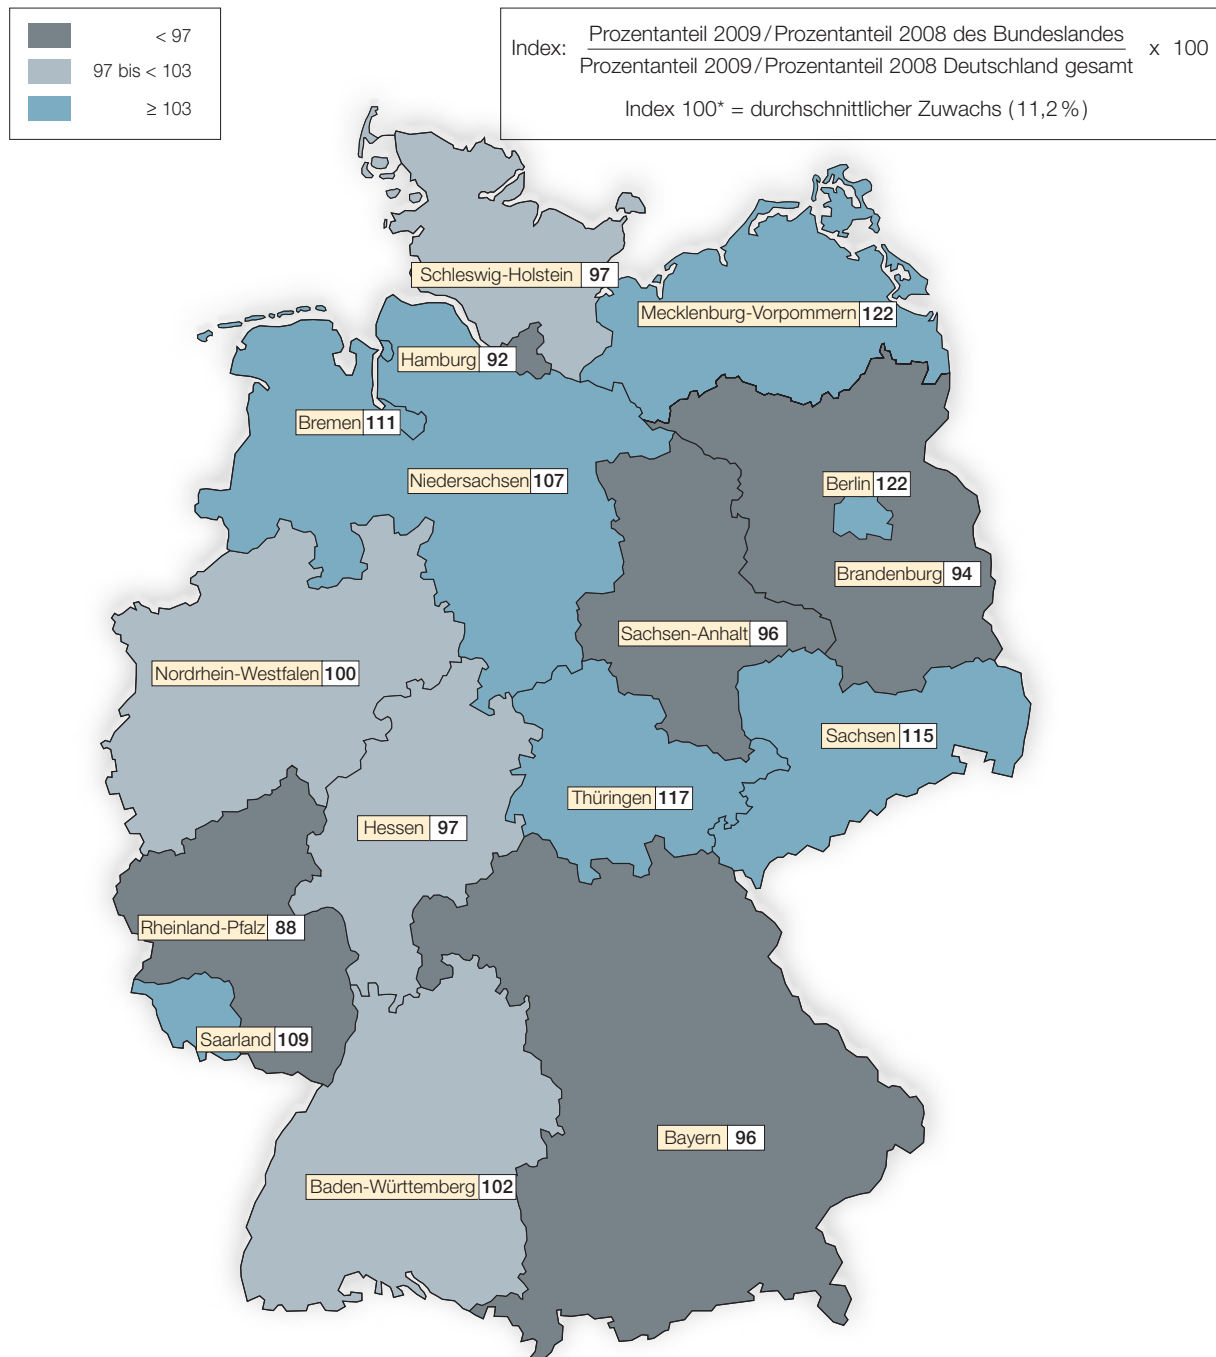 < 97
97 bis < 103
≥ 103
Index: Prozentanteil 2009/Prozentanteil 2008 des Bundeslandes x 100
Prozentanteil 2009/Prozentanteil 2008 Deutschland gesamt
Index 100* = durchschnittlicher Zuwachs (11,2 %)
Schleswig-Holstein 97
Mecklenburg-Vorpommern 122
Hamburg 92
Bremen 111
Niedersachsen 107
Berlin 122
Brandenburg 94
Sachsen-Anhalt 96
Nordrhein-Westfalen 100
Sachsen 115
Thüringen 117
Hessen 97
Rheinland-Pfalz 88
Saarland 109
Bayern 96
Baden-Württemberg 102